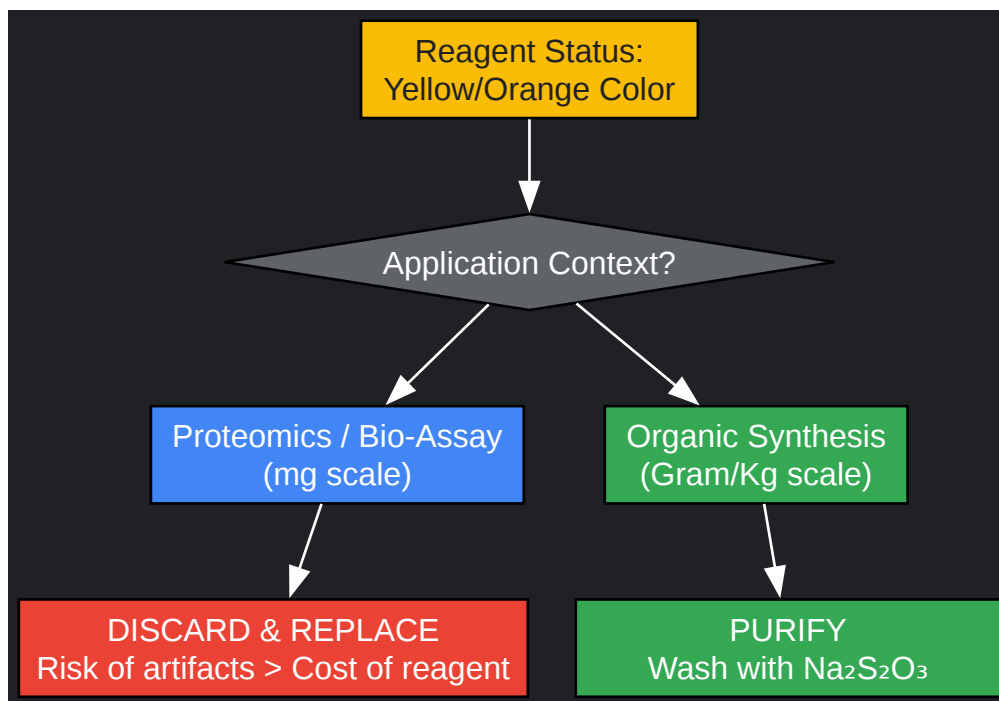 Reagent Status:
Yellow/Orange Color
Application Context?
Proteomics / Bio-Assay
(mg scale)
Organic Synthesis
(Gram/Kg scale)
DISCARD & REPLACE
Risk of artifacts > Cost of reagent
PURIFY
Wash with Na₂S₂O₃